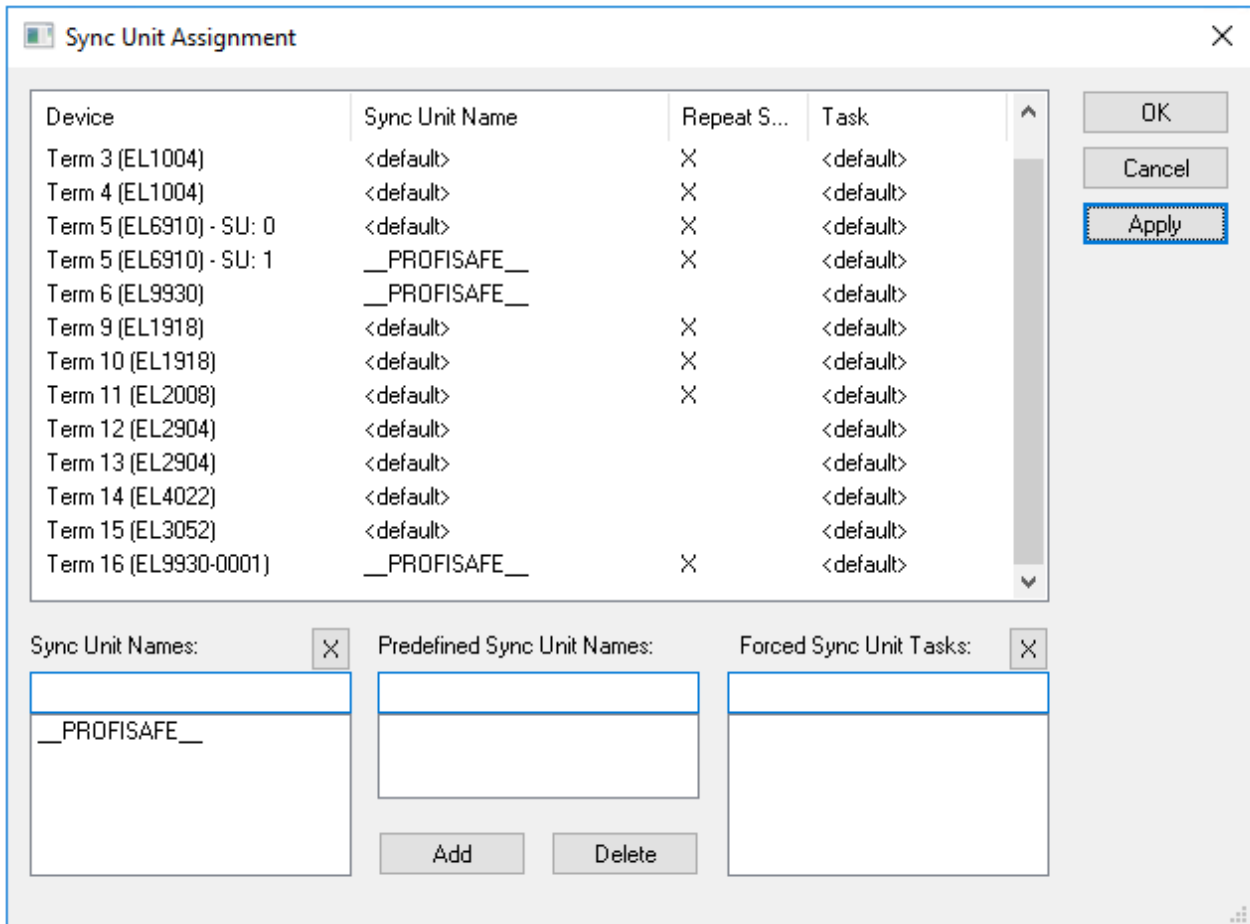 Sync Unit Assignment
Device Sync Unit Name Repeat S... Task
Term 3 (EL1004) <default> X <default>
Term 4 (EL1004) <default> X <default>
Term 5 (EL6910) - SU: 0 <default> X <default>
Term 5 (EL6910) - SU: 1 __PROFISAFE__ X <default>
Term 6 (EL9930) __PROFISAFE__ <default>
Term 9 (EL1918) <default> X <default>
Term 10 (EL1918) <default> X <default>
Term 11 (EL2008) <default> X <default>
Term 12 (EL2904) <default> <default>
Term 13 (EL2904) <default> <default>
Term 14 (EL4022) <default> <default>
Term 15 (EL3052) <default> <default>
Term 16 (EL9930-0001) __PROFISAFE__ X <default>
OK
Cancel
Apply
Sync Unit Names: X Predefined Sync Unit Names: Forced Sync Unit Tasks: X
__PROFISAFE__
Add Delete